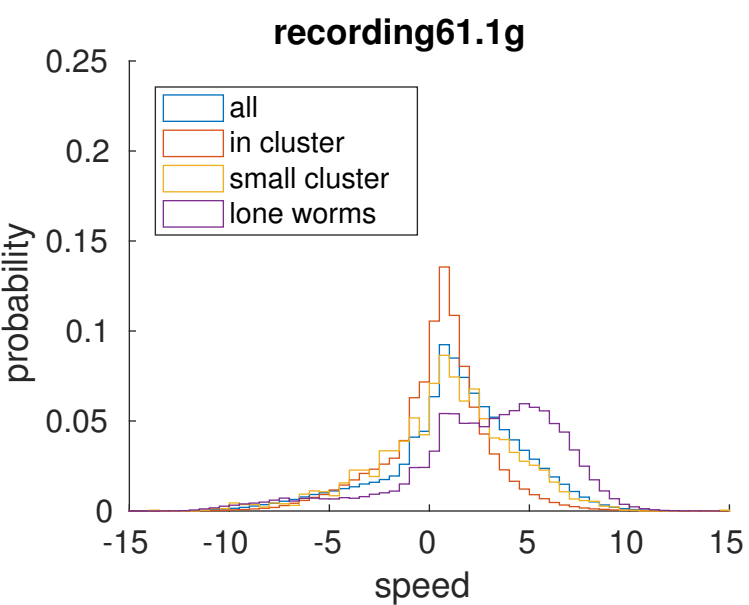 recording61.1g
0.25
0.2
0.15
0.1
0.05
0
probability
all
in cluster
small cluster
lone worms
-15 -10 -5 0 5 10 15
speed